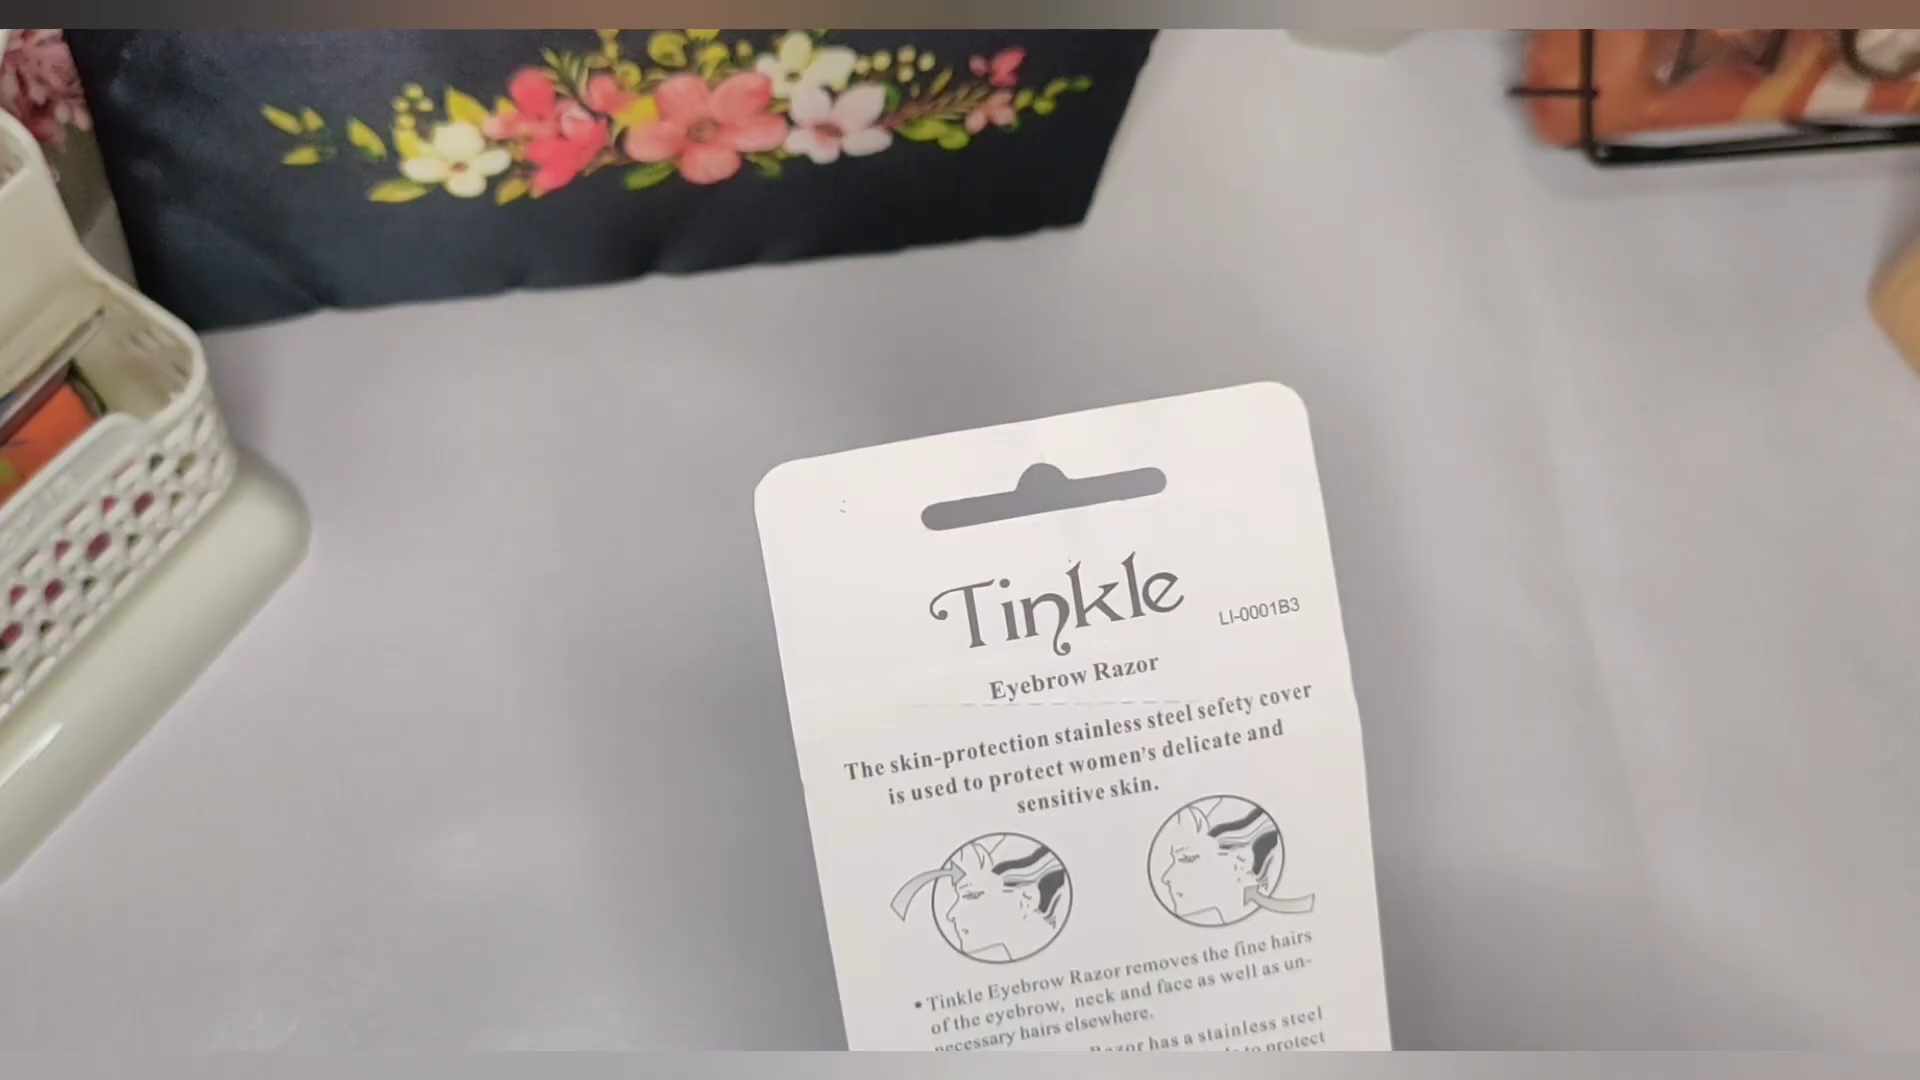 Tinkle
LI-0001B3
Eyebrow Razor
The skin-protection stainless steel sefety cover
is used to protect women's delicate and
sensitive skin.
• Tinkle Eyebrow Razor removes the fine hairs
of the eyebrow, neck and face as well as un-
necessary hairs elsewhere.
Razor has a stainless steel
to protect